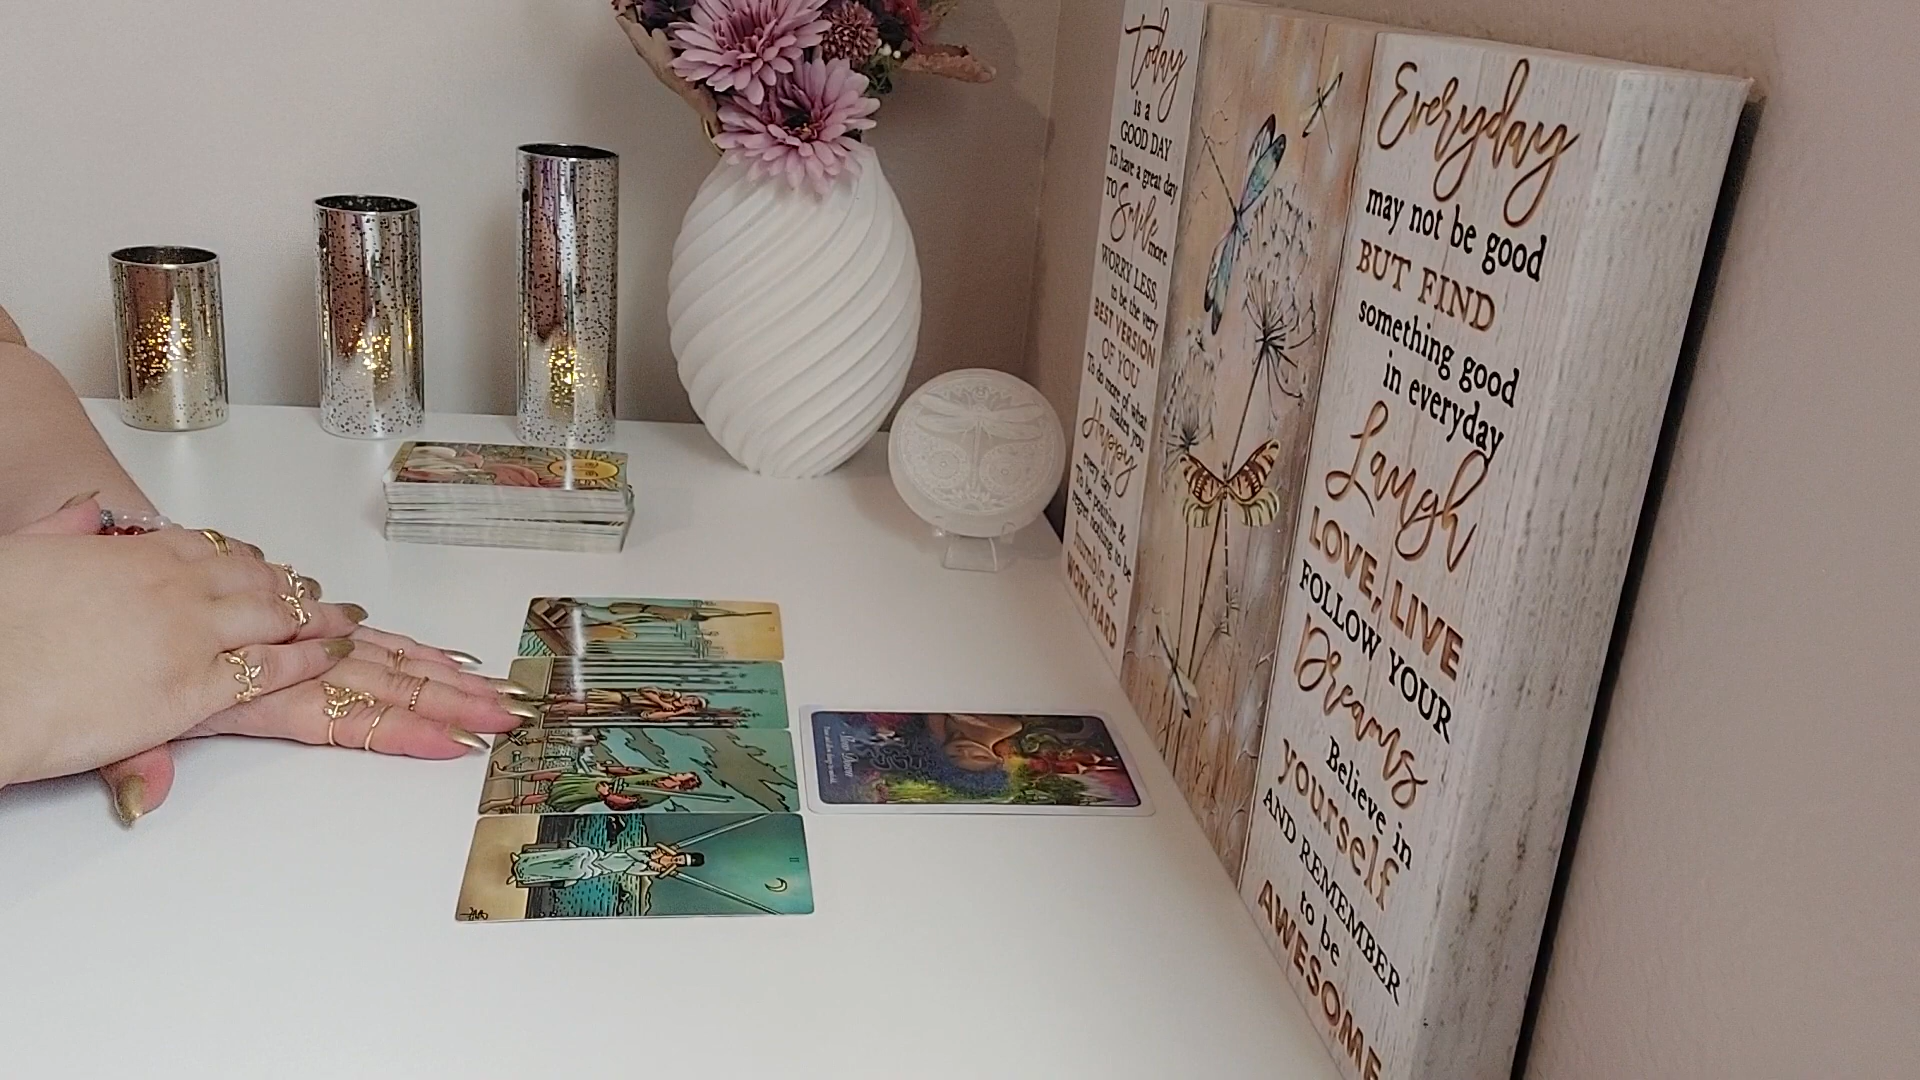 today
is a
GOOD DAY
To have a great day
TO Smile more
WORRY LESS,
to be the very
BEST VERSION
OF YOU
To do more of what
makes you
Happy
every day
To be positive &
regret nothing to be
humble &
WORK HARD
Everyday
may not be good
BUT FIND
something good
in everyday
Laugh
LOVE, LIVE
FOLLOW YOUR
Dreams
Believe in
yourself
AND REMEMBER
to be
AWESOME
II